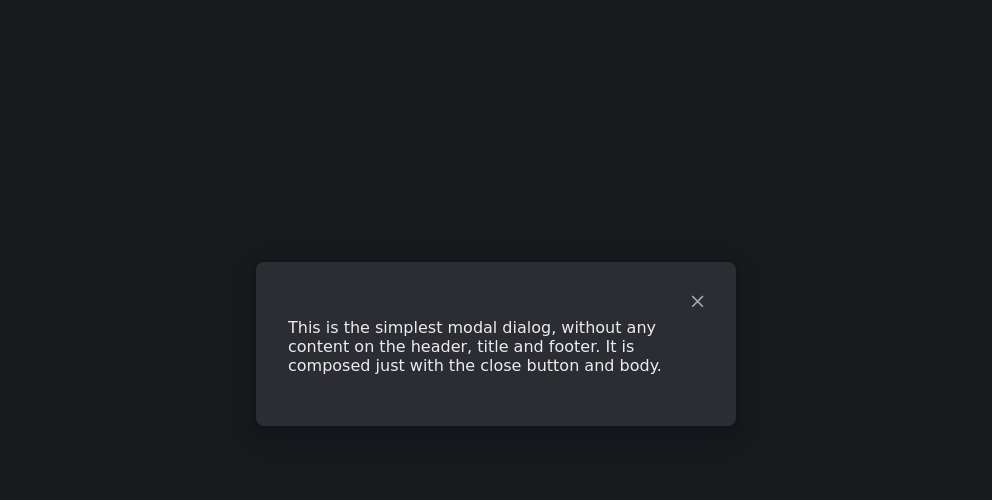 This is the simplest modal dialog, without any
content on the header, title and footer. It is
composed just with the close button and body.